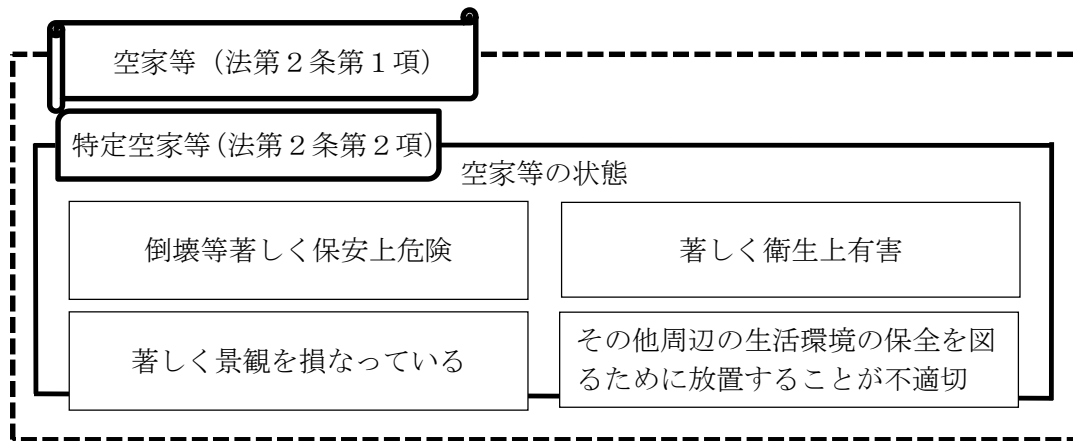 空家等（法第２条第１項）
特定空家等(法第２条第２項)
空家等の状態
倒壊等著しく保安上危険
著しく衛生上有害
著しく景観を損なっている
その他周辺の生活環境の保全を図
るために放置することが不適切